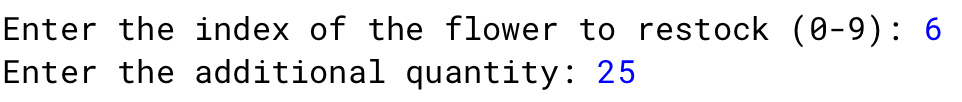 Enter the index of the flower to restock (0-9): 6
Enter the additional quantity: 25